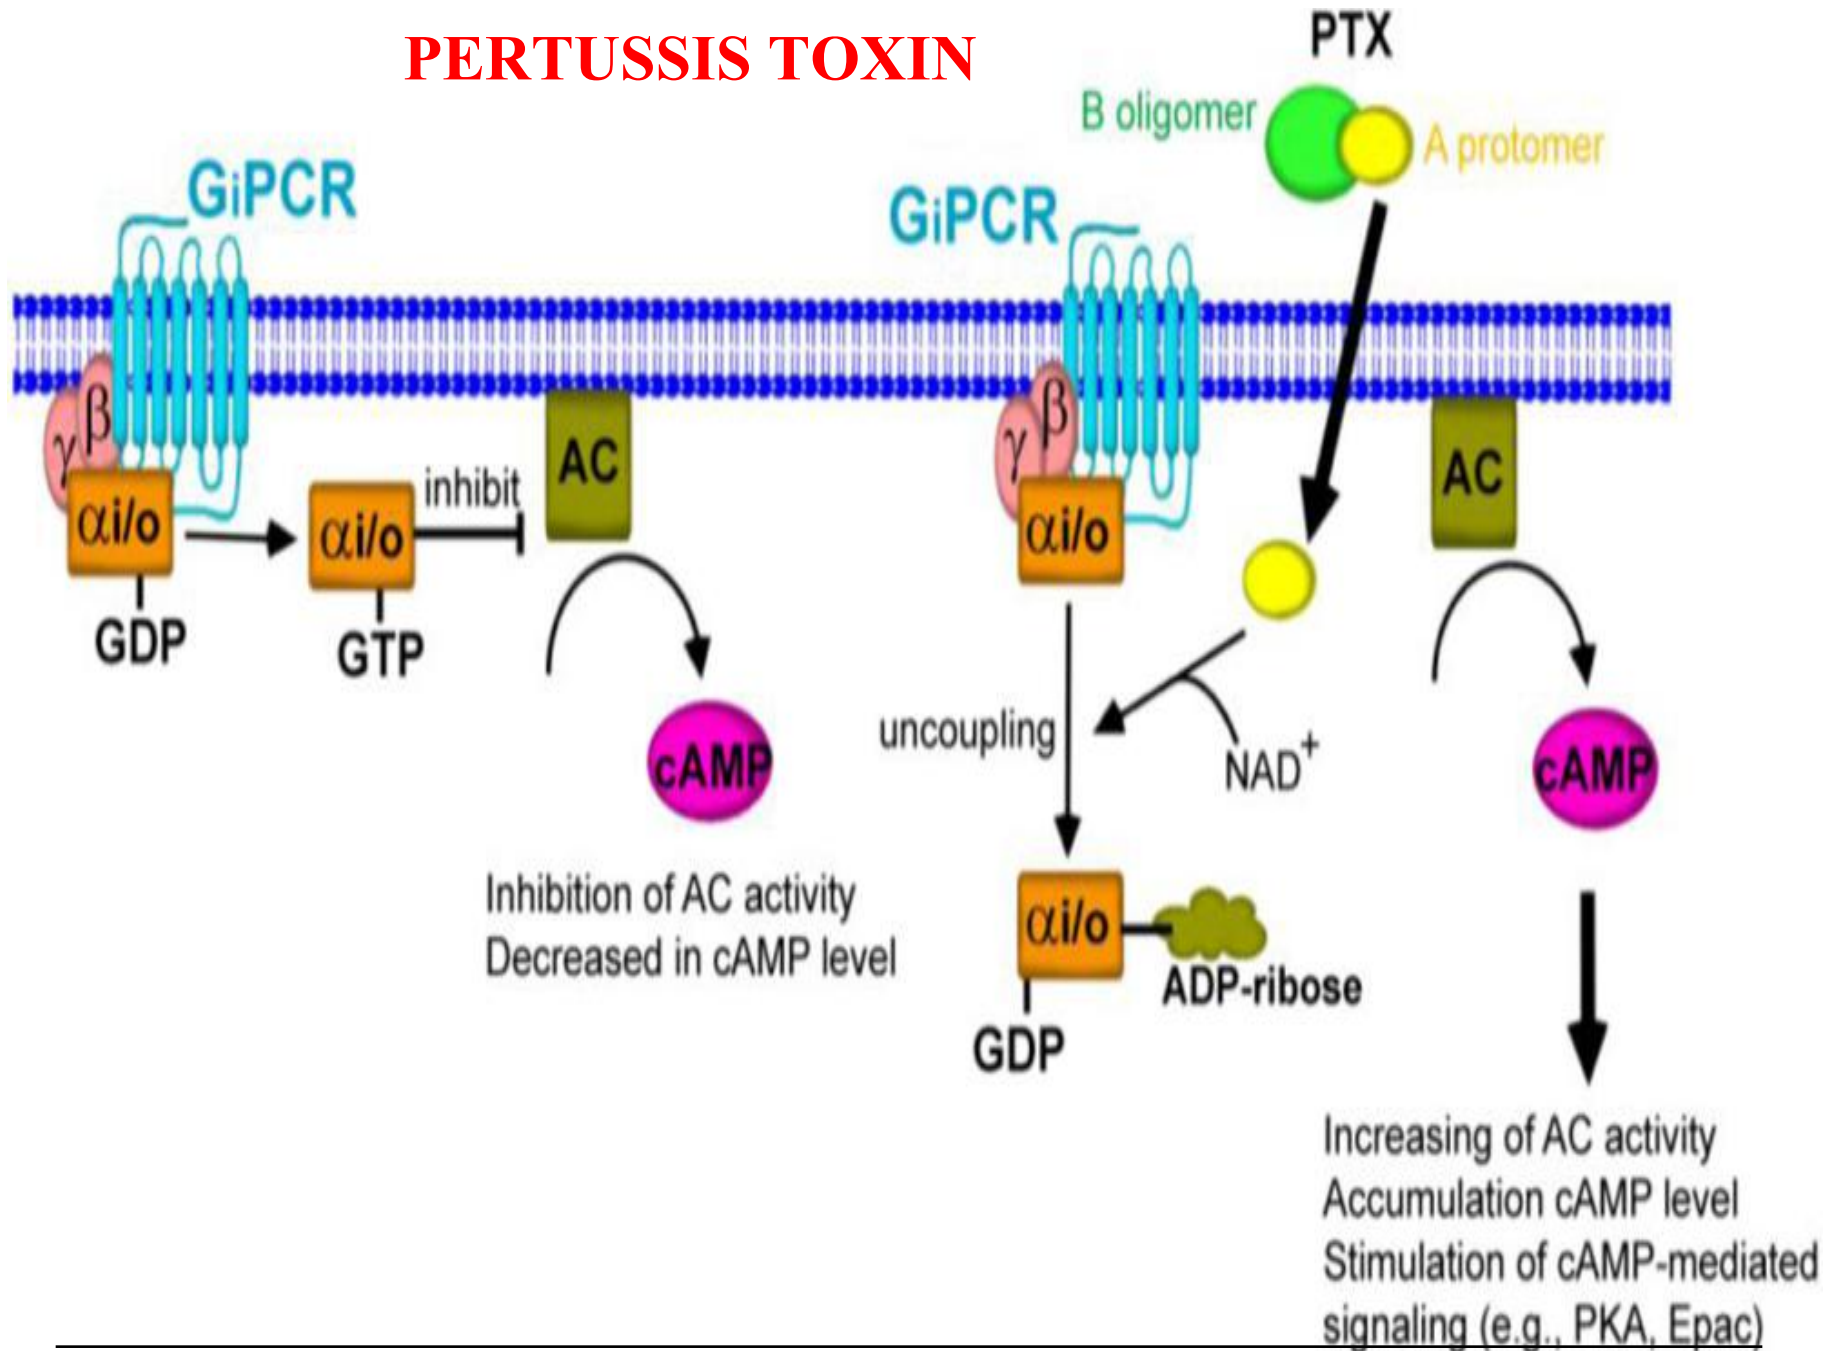 PERTUSSIS TOXIN
PTX
B oligomer
A protomer
GiPCR
GiPCR
β
γ
αi/o
GDP
αi/o
GTP
inhibit
AC
cAMP
Inhibition of AC activity
Decreased in cAMP level
β
γ
αi/o
AC
uncoupling
NAD+
cAMP
αi/o
ADP-ribose
GDP
Increasing of AC activity
Accumulation cAMP level
Stimulation of cAMP-mediated
signaling (e.g., PKA, Epac)